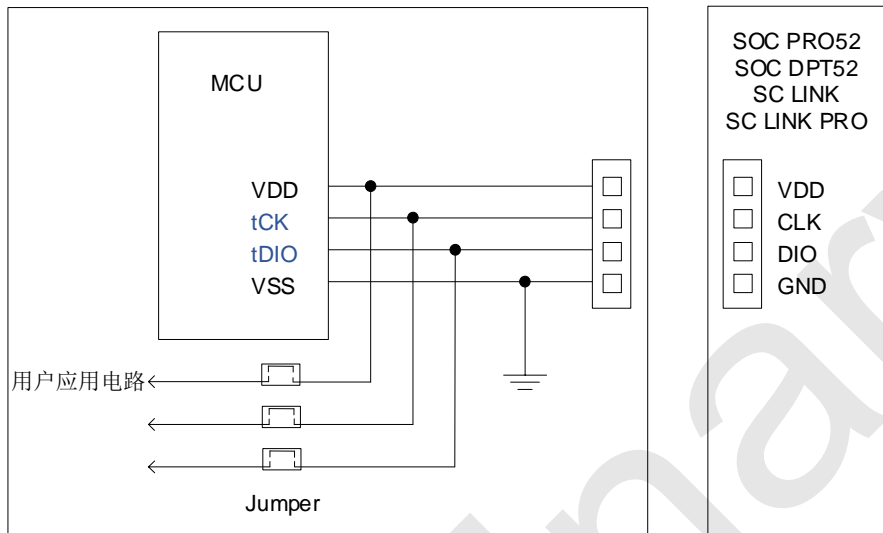 MCU
VDD
tCK
tDIO
VSS
用户应用电路
Jumper
SOC PRO52
SOC DPT52
SC LINK
SC LINK PRO
VDD
CLK
DIO
GND